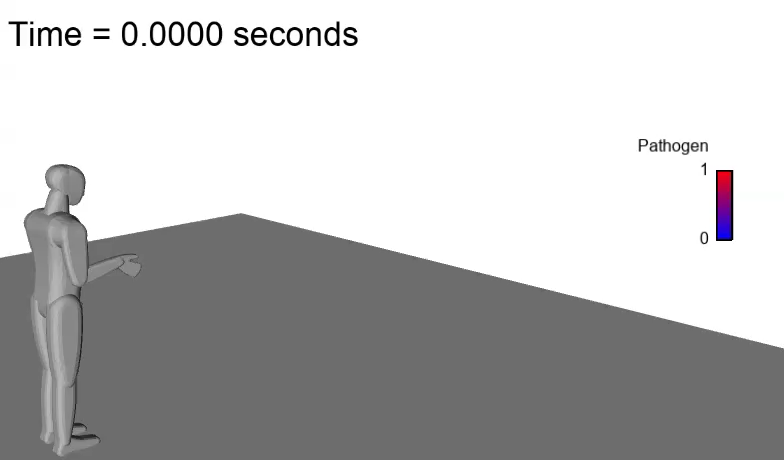 Time = 0.0000 seconds
Pathogen
1
0